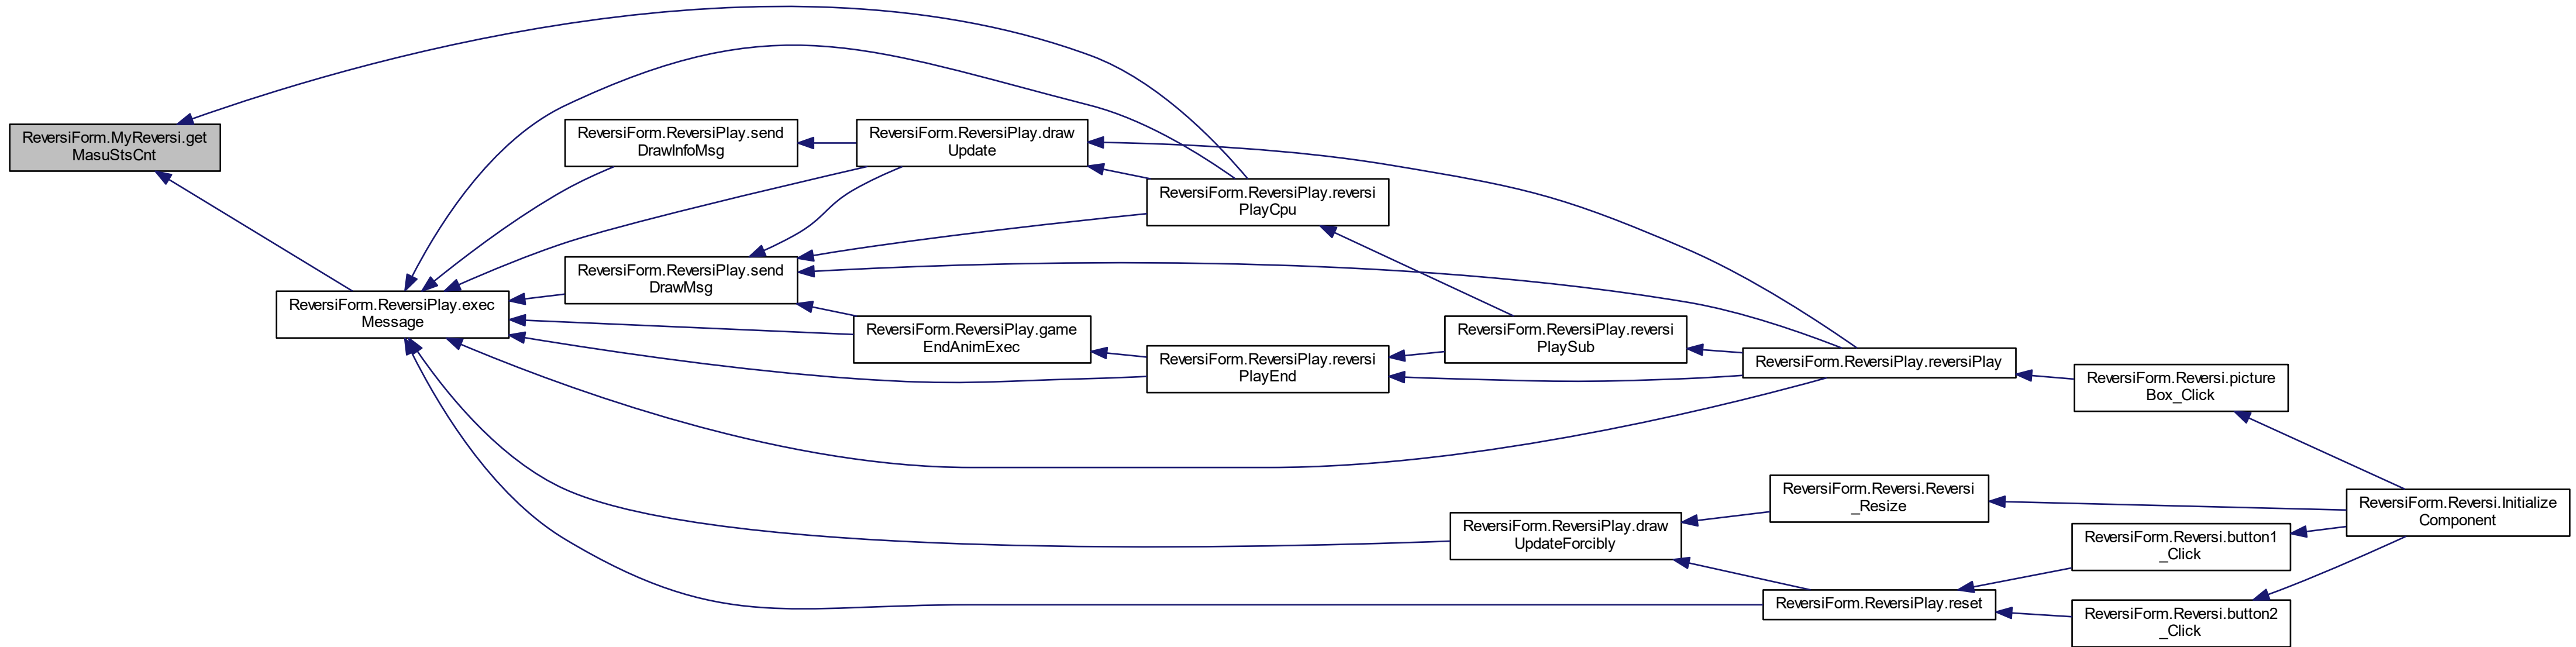 ReversiForm.MyReversi.get
MasuStsCnt
ReversiForm.ReversiPlay.exec
Message
ReversiForm.ReversiPlay.send
DrawInfoMsg
ReversiForm.ReversiPlay.send
DrawMsg
ReversiForm.ReversiPlay.draw
Update
ReversiForm.ReversiPlay.game
EndAnimExec
ReversiForm.ReversiPlay.reversi
PlayCpu
ReversiForm.ReversiPlay.reversi
PlayEnd
ReversiForm.ReversiPlay.reversi
PlaySub
ReversiForm.ReversiPlay.draw
UpdateForcibly
ReversiForm.ReversiPlay.reversiPlay
ReversiForm.Reversi.Reversi
_Resize
ReversiForm.ReversiPlay.reset
ReversiForm.Reversi.picture
Box_Click
ReversiForm.Reversi.button1
_Click
ReversiForm.Reversi.button2
_Click
ReversiForm.Reversi.Initialize
Component